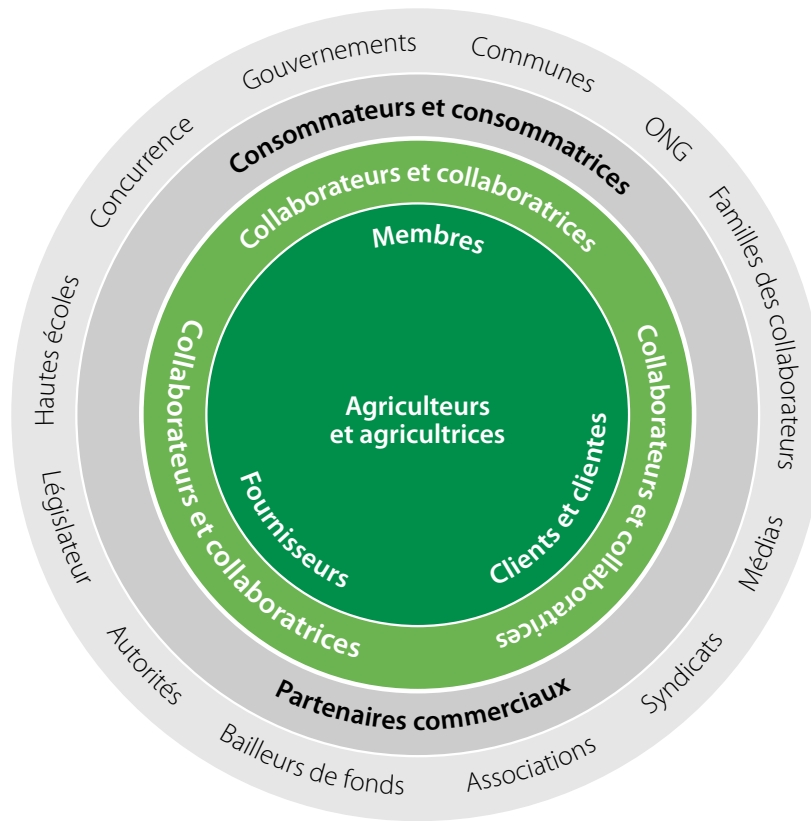 Gouvernements
Communes
ONG
Familles des collaborateurs
Médias
Syndicats
Associations
Bailleurs de fonds
Autorités
Législateur
Hautes écoles
Concurrence
Consommateurs et consommatrices
Partenaires commerciaux
Collaborateurs et collaboratrices
Collaborateurs et collaboratrices
Collaborateurs et collaboratrices
Membres
Agriculteurs
et agricultrices
Fournisseurs
Clients et clientes